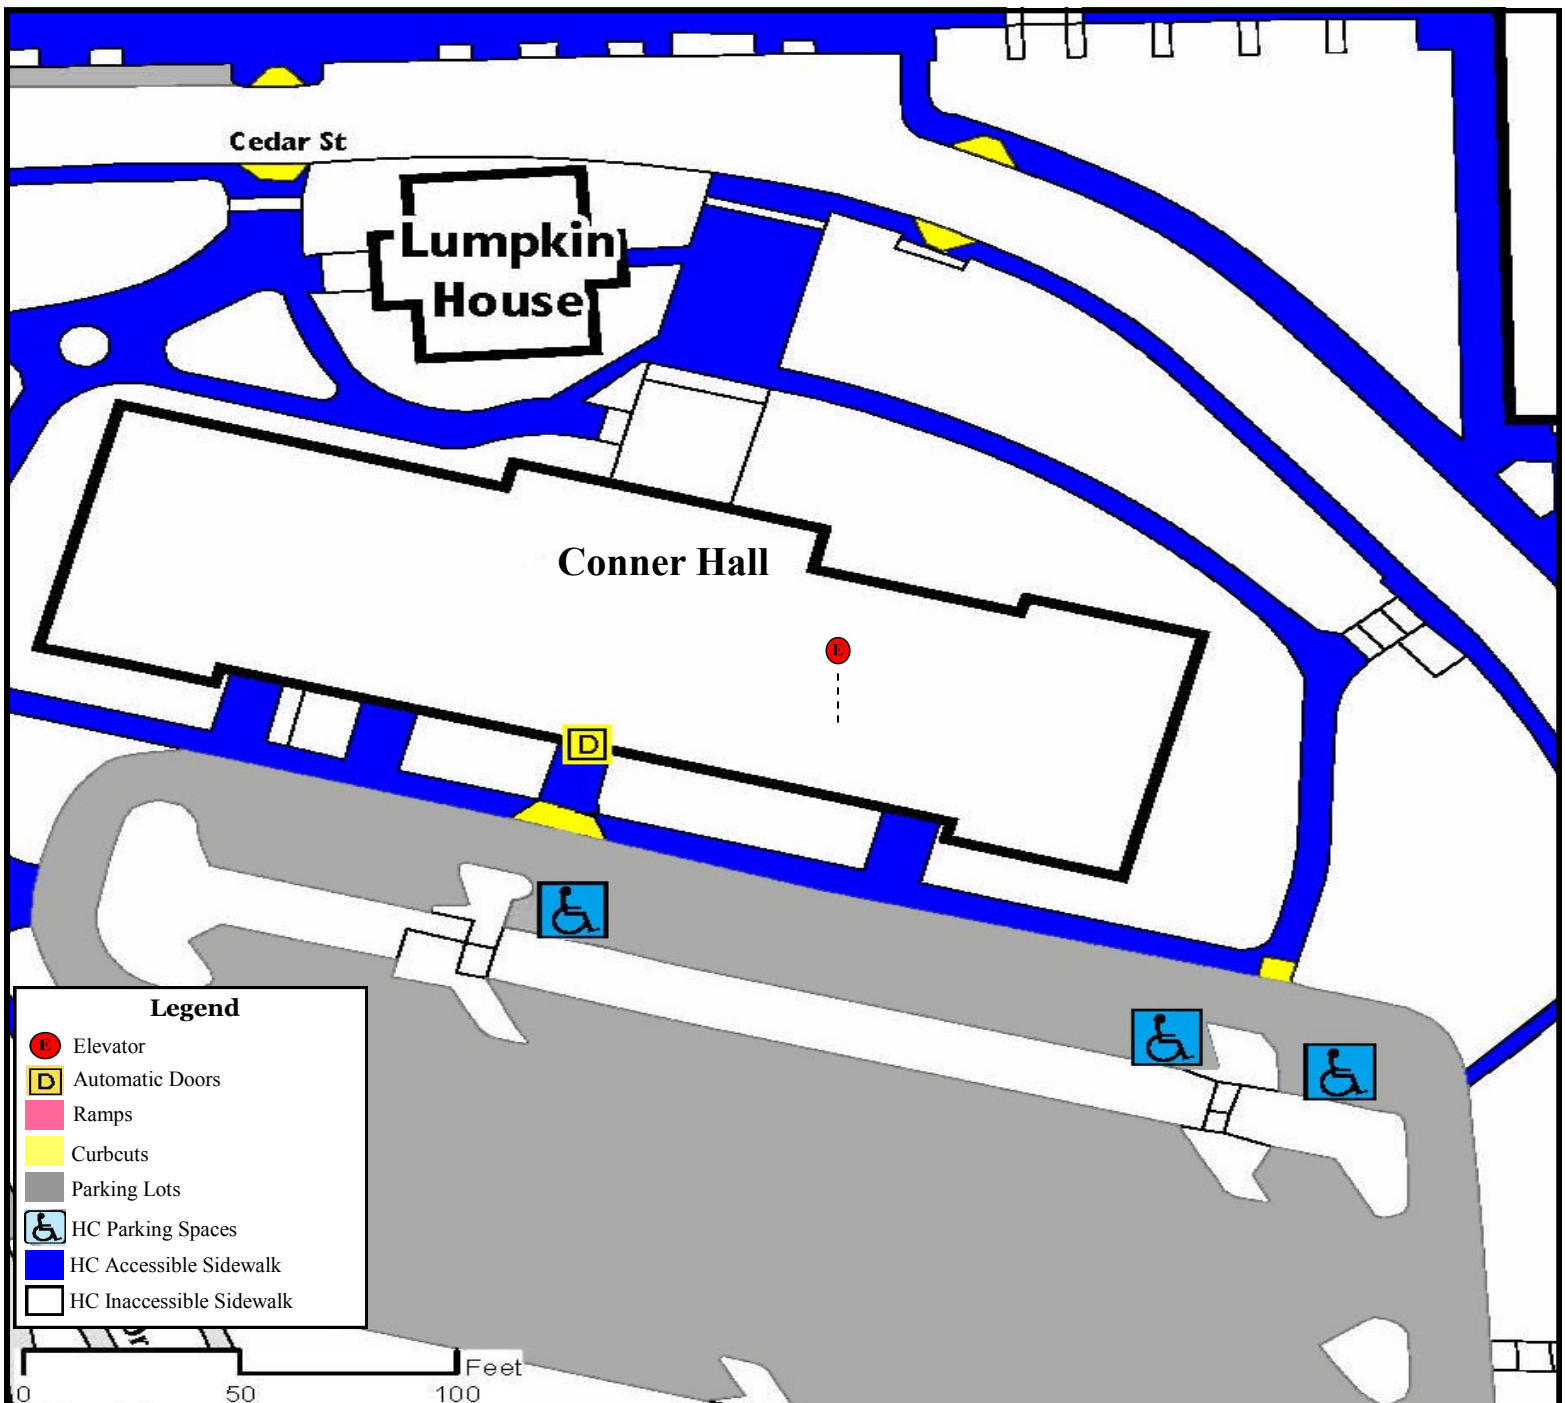 Cedar St
Lumpkin
House
Conner Hall
E
D
Legend
E Elevator
D Automatic Doors
Ramps
Curbcuts
Parking Lots
HC Parking Spaces
HC Accessible Sidewalk
HC Inaccessible Sidewalk
Feet
0 50 100